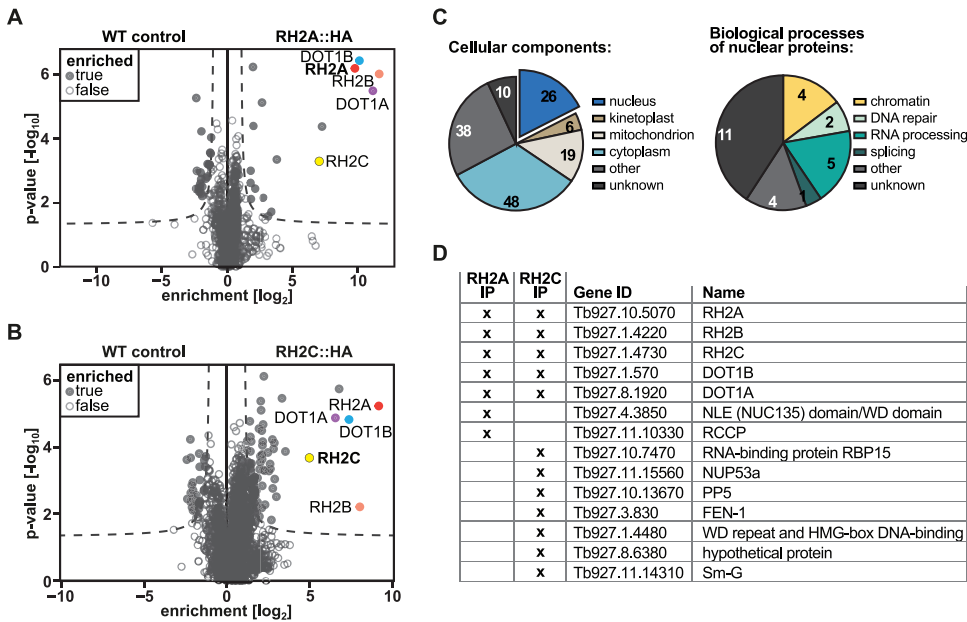 A
WT control
RH2A::HA
enriched
true
false
DOT1B
RH2A
RH2B
DOT1A
RH2C
6
4
2
0
p-value [-log10]
−10
−5
0
5
10
enrichment [log2]
B
WT control
RH2C::HA
enriched
true
false
RH2A
DOT1A
DOT1B
RH2C
RH2B
6
4
2
0
p-value [-log10]
−10
−5
0
5
10
enrichment [log2]
C
Cellular components:
10
26
6
19
48
38
nucleus
kinetoplast
mitochondrion
cytoplasm
other
unknown
Biological processes
of nuclear proteins:
4
2
5
1
4
11
chromatin
DNA repair
RNA processing
splicing
other
unknown
D
RH2A IP RH2C IP Gene ID Name
x x Tb927.10.5070 RH2A
x x Tb927.1.4220 RH2B
x x Tb927.1.4730 RH2C
x x Tb927.1.570 DOT1B
x x Tb927.8.1920 DOT1A
x Tb927.4.3850 NLE (NUC135) domain/WD domain
x Tb927.11.10330 RCCP
x Tb927.10.7470 RNA-binding protein RBP15
x Tb927.11.15560 NUP53a
x Tb927.10.13670 PP5
x Tb927.3.830 FEN-1
x Tb927.1.4480 WD repeat and HMG-box DNA-binding
x Tb927.8.6380 hypothetical protein
x Tb927.11.14310 Sm-G